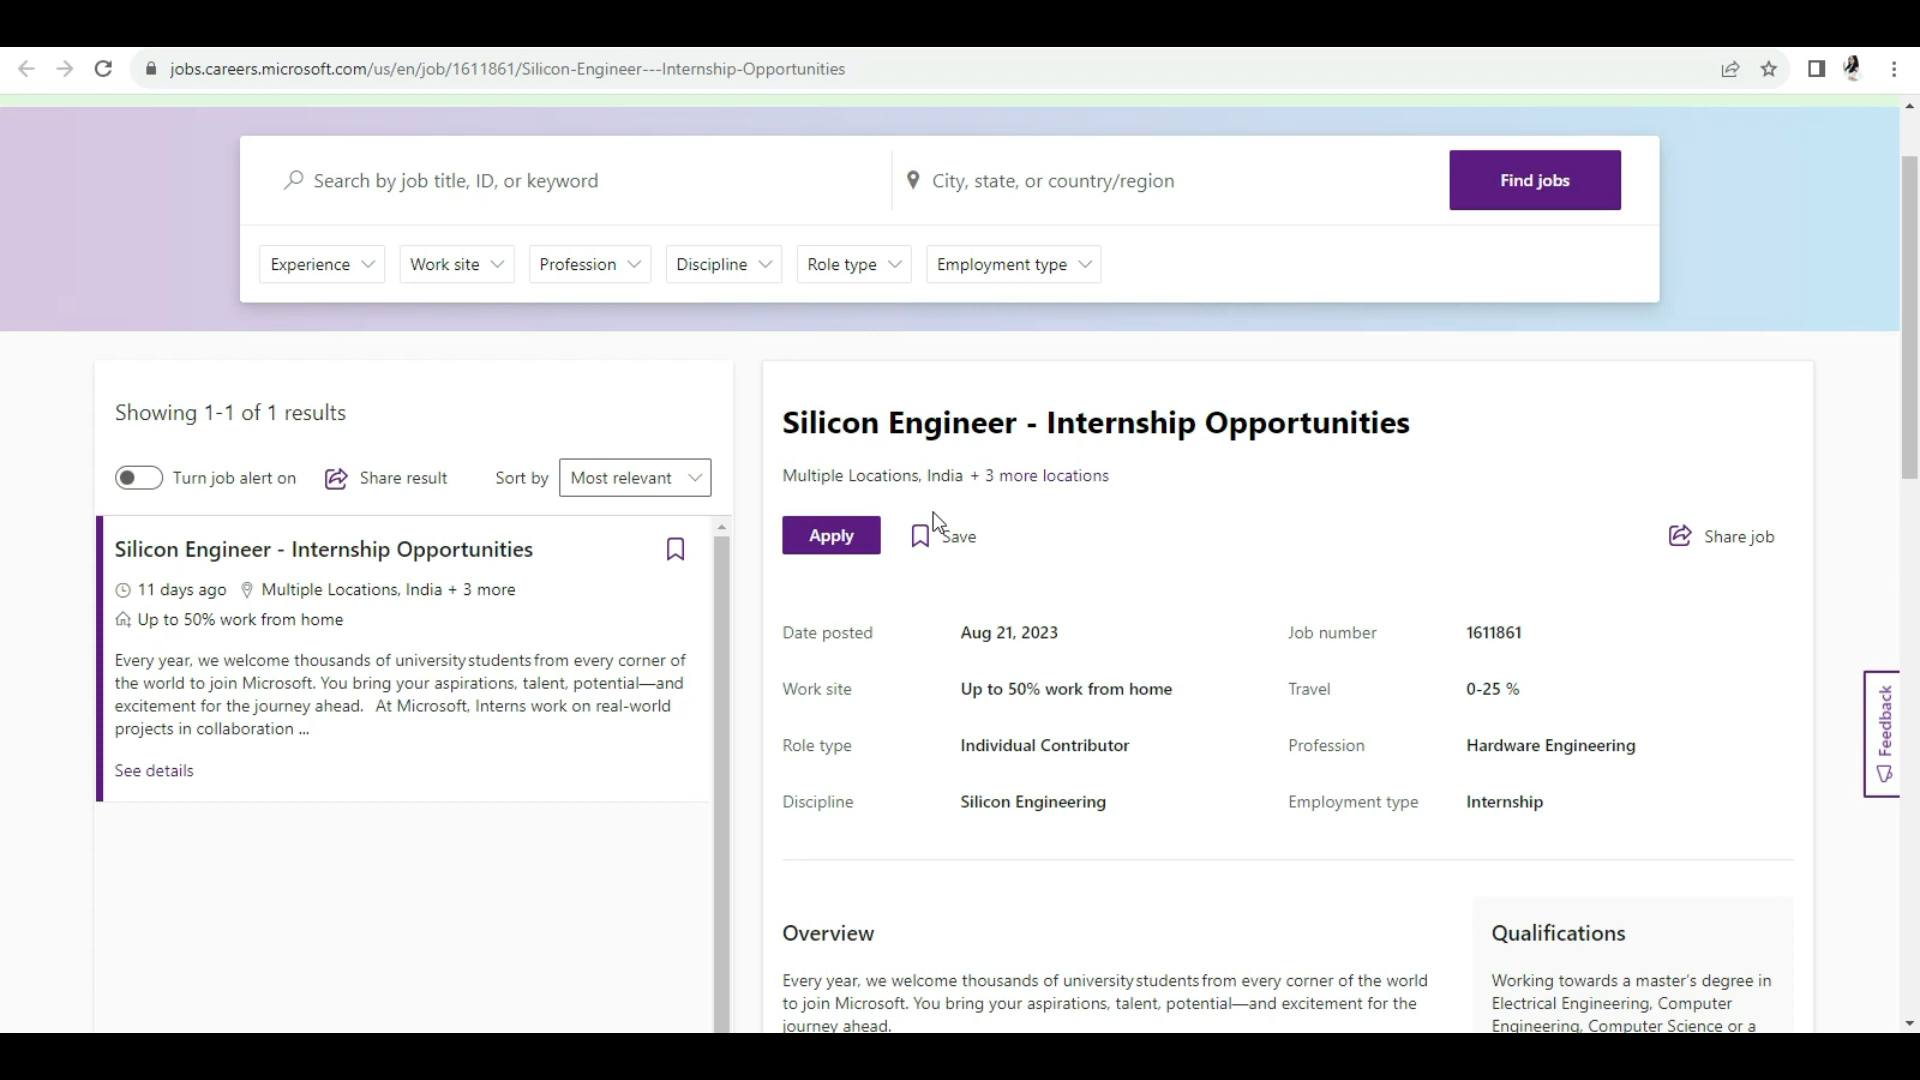 jobs.careers.microsoft.com/us/en/job/1611861/Silicon-Engineer---Internship-Opportunities
Search by job title, ID, or keyword
City, state, or country/region
Find jobs
Experience
Work site
Profession
Discipline
Role type
Employment type
Showing 1-1 of 1 results
Turn job alert on
Share result
Sort by
Most relevant
Silicon Engineer - Internship Opportunities
11 days ago
Multiple Locations, India + 3 more
Up to 50% work from home
Every year, we welcome thousands of university students from every corner of
the world to join Microsoft. You bring your aspirations, talent, potential—and
excitement for the journey ahead. At Microsoft, Interns work on real-world
projects in collaboration ...
See details
Silicon Engineer - Internship Opportunities
Multiple Locations, India + 3 more locations
Apply
Save
Share job
Date posted
Aug 21, 2023
Job number
1611861
Work site
Up to 50% work from home
Travel
0-25 %
Role type
Individual Contributor
Profession
Hardware Engineering
Discipline
Silicon Engineering
Employment type
Internship
Feedback
Overview
Every year, we welcome thousands of university students from every corner of the world
to join Microsoft. You bring your aspirations, talent, potential—and excitement for the
journey ahead.
Qualifications
Working towards a master's degree in
Electrical Engineering, Computer
Engineering, Computer Science or a